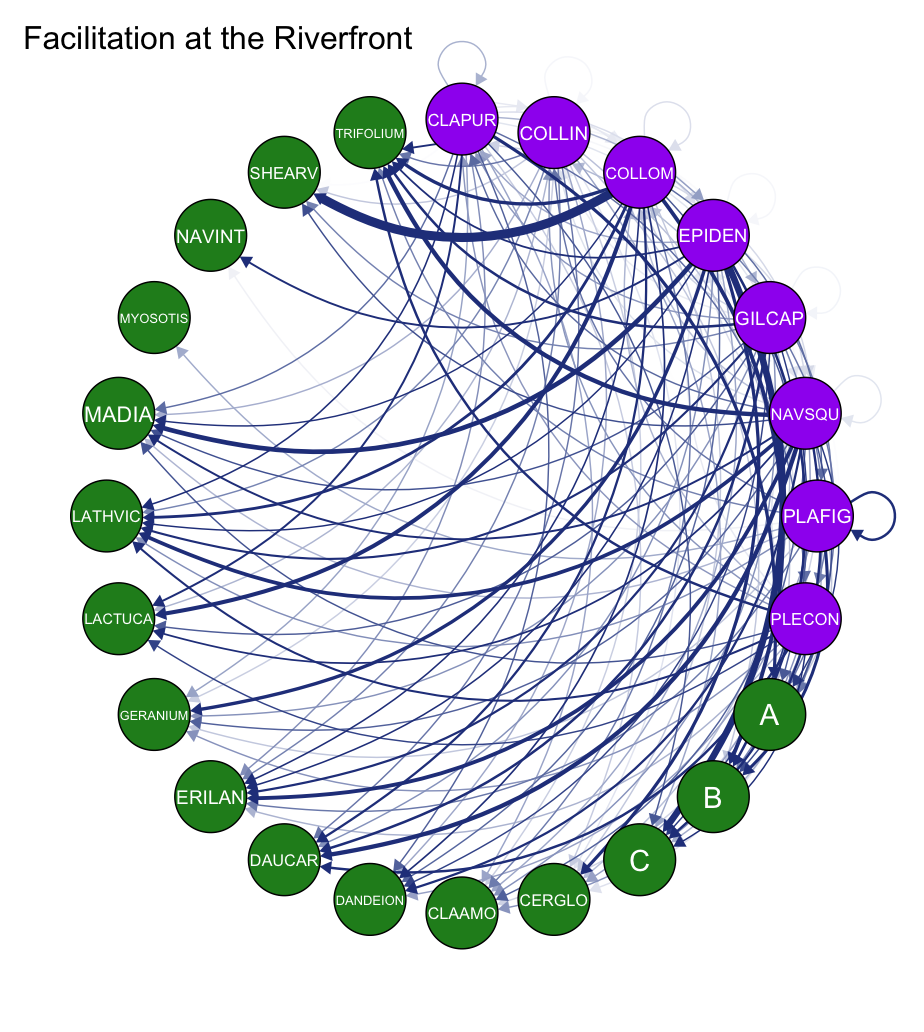 Facilitation at the Riverfront
CLAPUR
COLLIN
COLLOM
EPIDEN
GILCAP
NAVSQU
PLAFIG
PLECON
A
B
C
CERGLO
CLAAMO
DANDEION
DAUCAR
ERILAN
GERANIUM
LACTUCA
LATHVIC
MADIA
MYOSOTIS
NAVINT
SHEARV
TRIFOLIUM